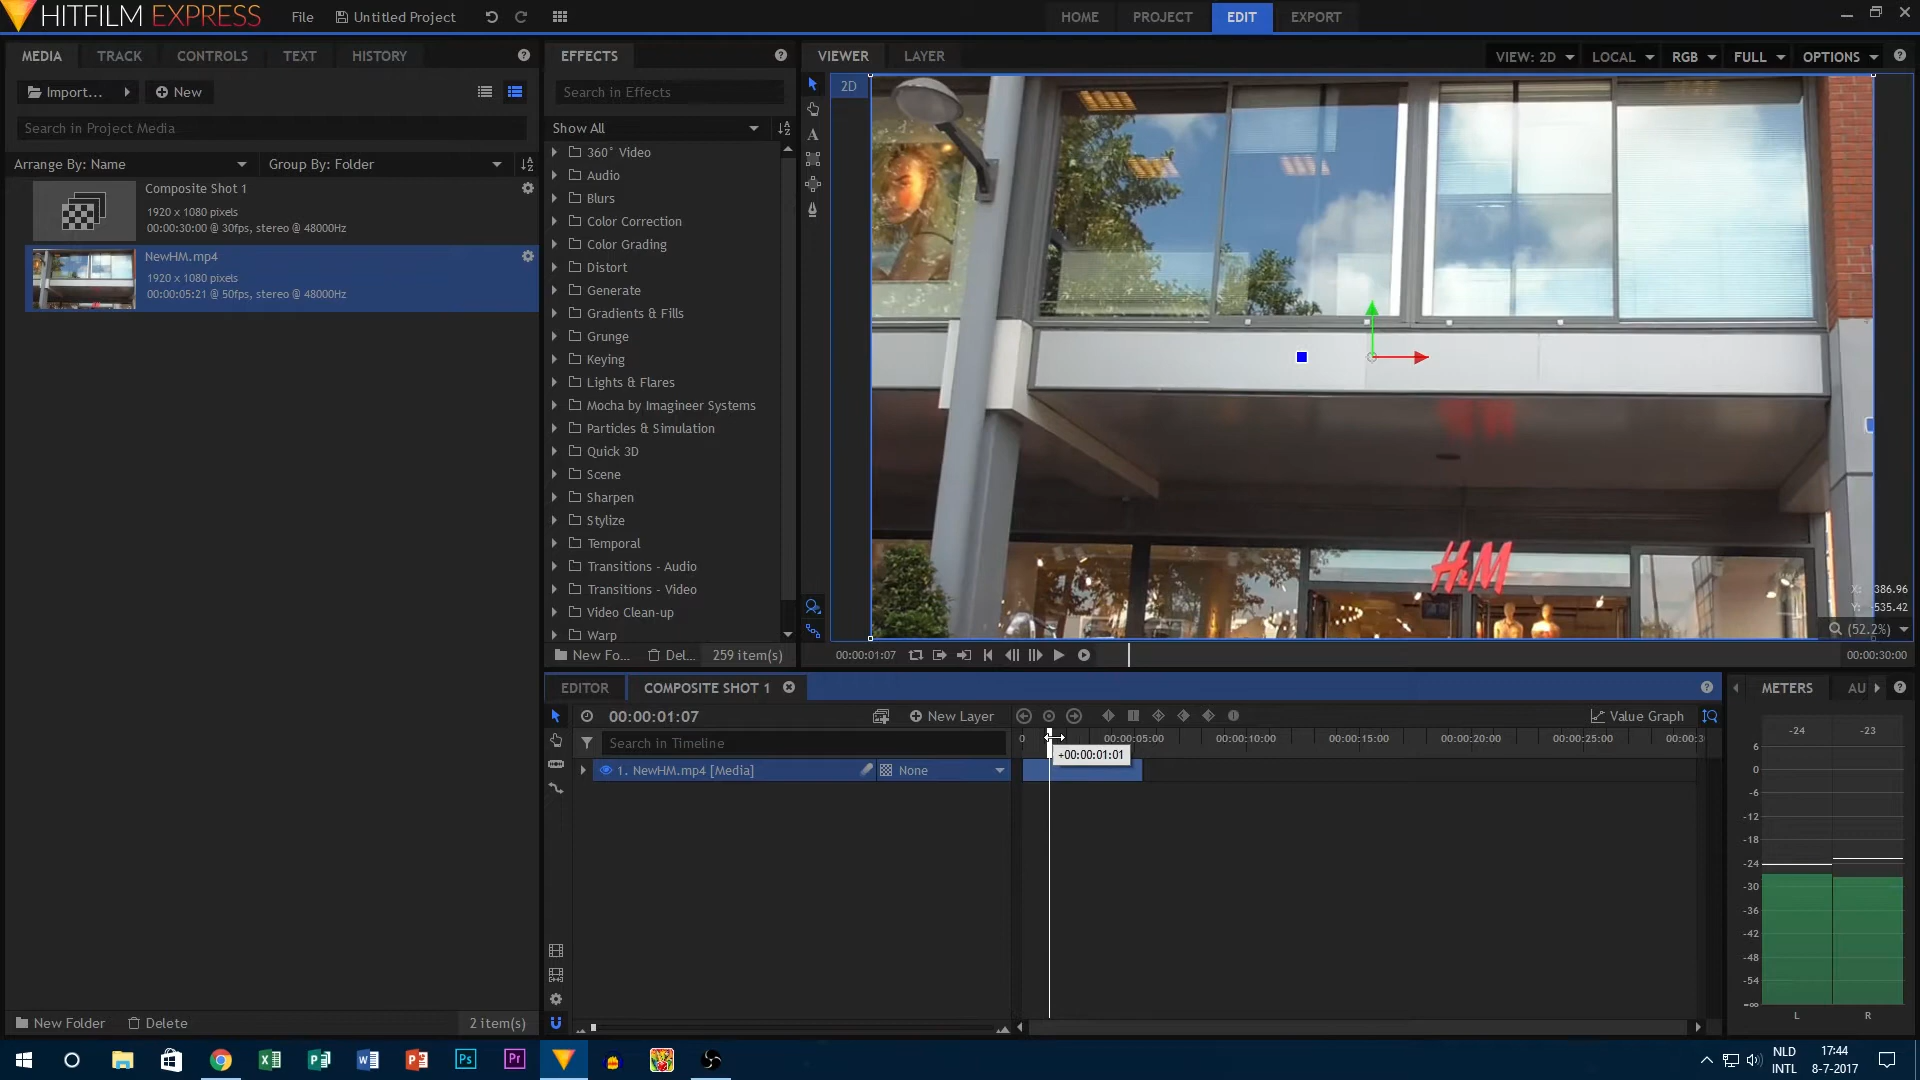 HITFILM EXPRESS
File
Untitled Project
HOME
PROJECT
EDIT
EXPORT
MEDIA
TRACK
CONTROLS
TEXT
HISTORY
Import...
New
Search in Project Media
Arrange By: Name
Group By: Folder
Composite Shot 1
1920 x 1080 pixels
00:00:30:00 @ 30fps, stereo @ 48000Hz
NewHM.mp4
1920 x 1080 pixels
00:00:05:21 @ 50fps, stereo @ 48000Hz
New Folder
Delete
2 item(s)
EFFECTS
Search in Effects
Show All
360° Video
Audio
Blurs
Color Correction
Color Grading
Distort
Generate
Gradients & Fills
Grunge
Keying
Lights & Flares
Mocha by Imagineer Systems
Particles & Simulation
Quick 3D
Scene
Sharpen
Stylize
Temporal
Transitions - Audio
Transitions - Video
Video Clean-up
Warp
New Fo...
Del...
259 item(s)
VIEWER
LAYER
VIEW: 2D
LOCAL
RGB
FULL
OPTIONS
2D
H&M
X: 386.96
Y: -535.42
(52.2%)
00:00:01:07
00:00:30:00
EDITOR
COMPOSITE SHOT 1
00:00:01:07
New Layer
Value Graph
Search in Timeline
0
00:00:05:00
00:00:10:00
00:00:15:00
00:00:20:00
00:00:25:00
00:00:3
+00:00:01:01
1. NewHM.mp4 [Media]
None
METERS
AU
-24
-23
6
0
-6
-12
-18
-24
-30
-36
-42
-48
-54
-∞
L
R
NLD
INTL
17:44
8-7-2017